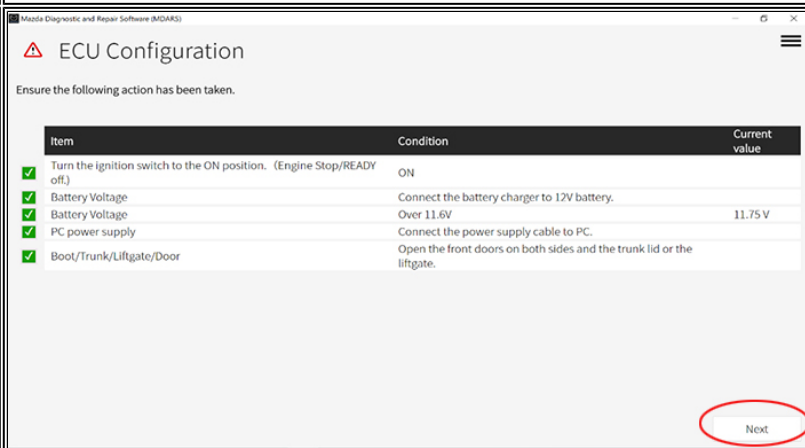 Mazda Diagnostic and Repair Software (MDARS)
ECU Configuration
Ensure the following action has been taken.
Item Condition Current
value
Turn the ignition switch to the ON position. (Engine Stop/READY
off.) ON
Battery Voltage Connect the battery charger to 12V battery.
Battery Voltage Over 11.6V 11.75 V
PC power supply Connect the power supply cable to PC.
Boot/Trunk/Liftgate/Door Open the front doors on both sides and the trunk lid or the
liftgate.
Next